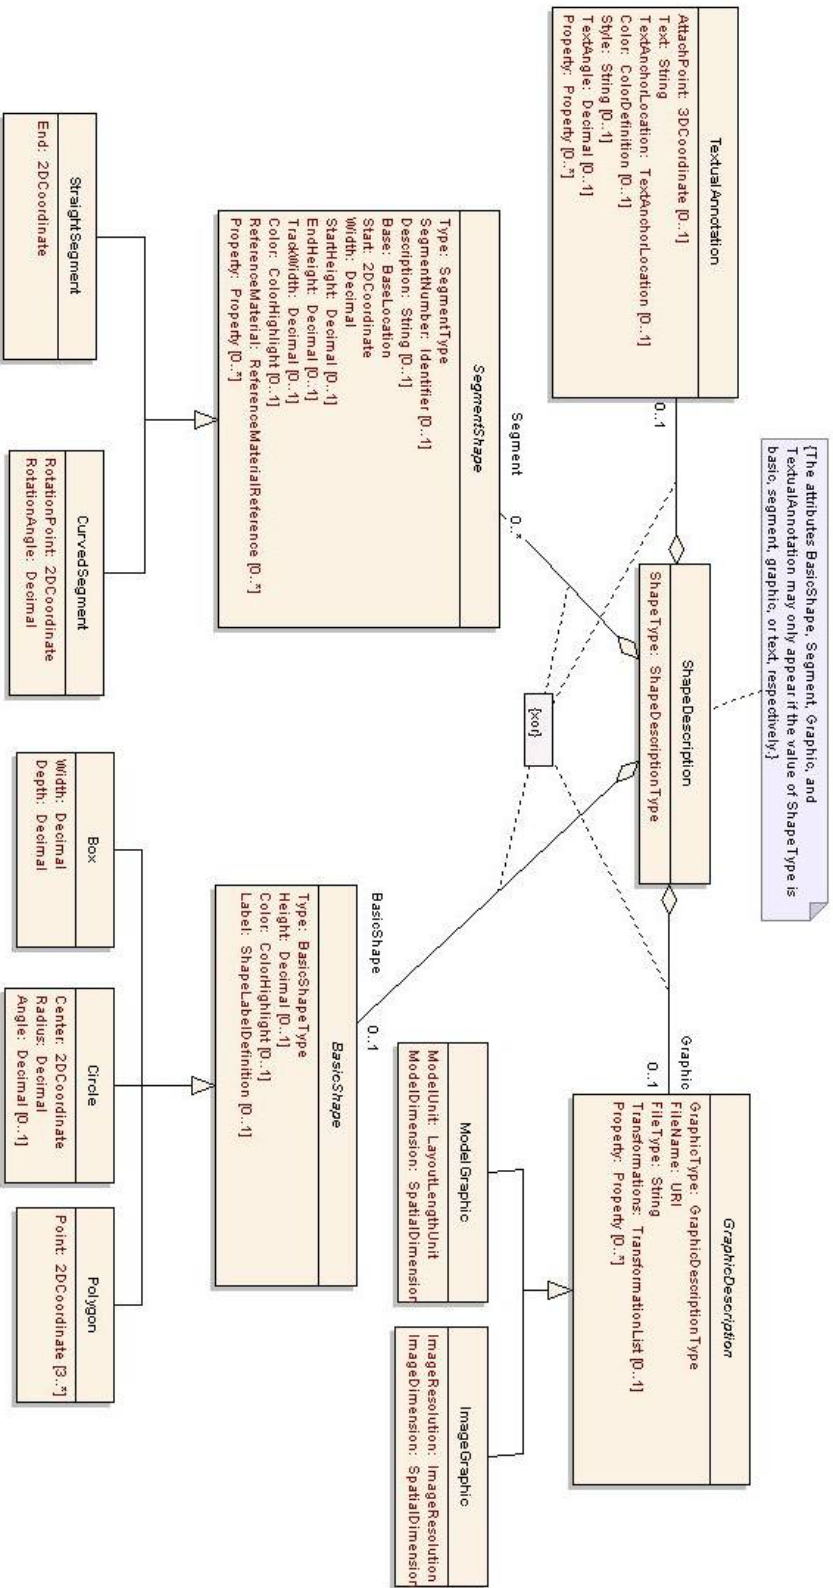 {The attributes BasicShape, Segment, Graphic, and
TextualAnnotation may only appear if the value of ShapeType is
basic, segment, graphic, or text, respectively.}
TextualAnnotation
AttachPoint: 3DCoordinate [0..1]
Text: String
TextAnchorLocation: TextAnchorLocation [0..1]
Color: ColorDefinition [0..1]
Style: String [0..1]
TextAngle: Decimal [0..1]
Property: Property [0..*]
0..1
ShapeDescription
ShapeType: ShapeDescriptionType
Graphic
0..1
GraphicDescription
GraphicType: GraphicDescriptionType
FileName: URI
FileType: String
Transformations: TransformationList [0..1]
Property: Property [0..*]
{xor}
Segment
0..*
SegmentShape
Type: SegmentType
SegmentNumber: Identifier [0..1]
Description: String [0..1]
Base: BaseLocation
Start: 2DCoordinate
Width: Decimal
StartHeight: Decimal [0..1]
EndHeight: Decimal [0..1]
TrackWidth: Decimal [0..1]
Color: ColorHighlight [0..1]
ReferenceMaterial: ReferenceMaterialReference [0..*]
Property: Property [0..*]
BasicShape
0..1
BasicShape
Type: BasicShapeType
Height: Decimal [0..1]
Color: ColorHighlight [0..1]
Label: ShapeLabelDefinition [0..1]
ModelGraphic
ModelUnit: LayoutLengthUnit
ModelDimension: SpatialDimension
ImageGraphic
ImageResolution: ImageResolution
ImageDimension: SpatialDimension
StraightSegment
End: 2DCoordinate
CurvedSegment
RotationPoint: 2DCoordinate
RotationAngle: Decimal
Box
Width: Decimal
Depth: Decimal
Circle
Center: 2DCoordinate
Radius: Decimal
Angle: Decimal [0..1]
Polygon
Point: 2DCoordinate [3..*]